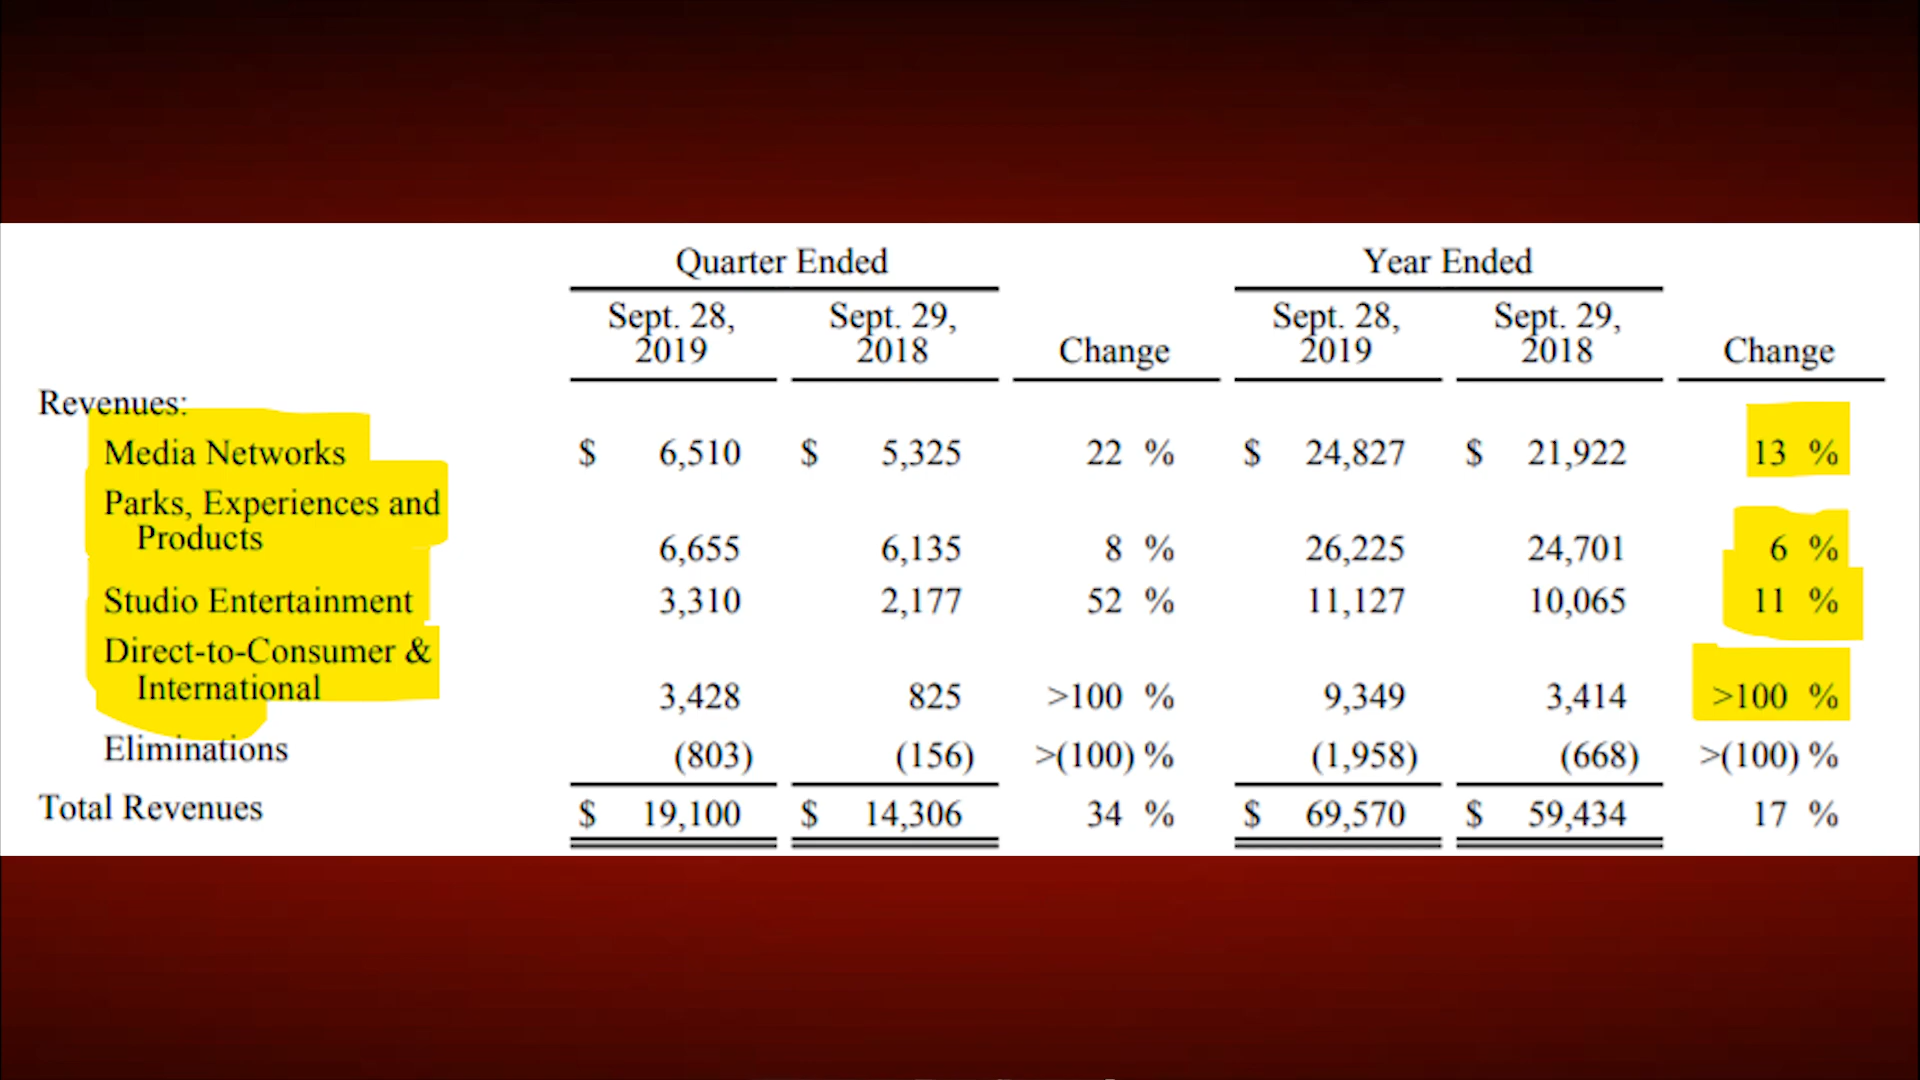 Quarter Ended Year Ended
Sept. 28, Sept. 29, Sept. 28, Sept. 29,
2019 2018 Change 2019 2018 Change
Revenues:
Media Networks $ 6,510 $ 5,325 22 % $ 24,827 $ 21,922 13 %
Parks, Experiences and
Products 6,655 6,135 8 % 26,225 24,701 6 %
Studio Entertainment 3,310 2,177 52 % 11,127 10,065 11 %
Direct-to-Consumer &
International 3,428 825 >100 % 9,349 3,414 >100 %
Eliminations (803) (156) >(100) % (1,958) (668) >(100) %
Total Revenues $ 19,100 $ 14,306 34 % $ 69,570 $ 59,434 17 %